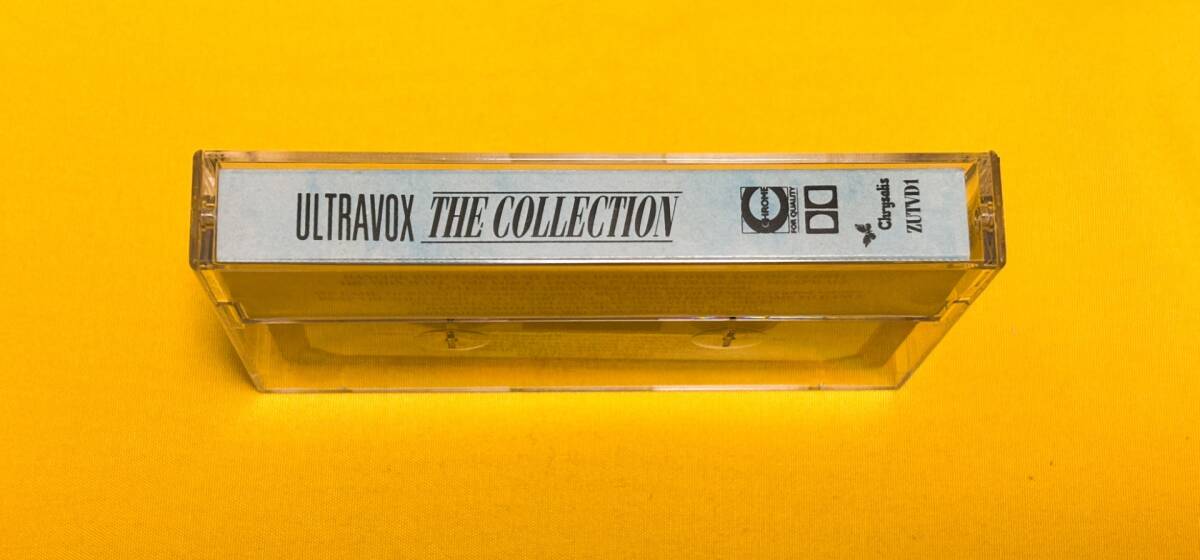 ULTRAVOX THE COLLECTION
CHROME
FOR QUALITY
Chrysalis
ZUTVD1